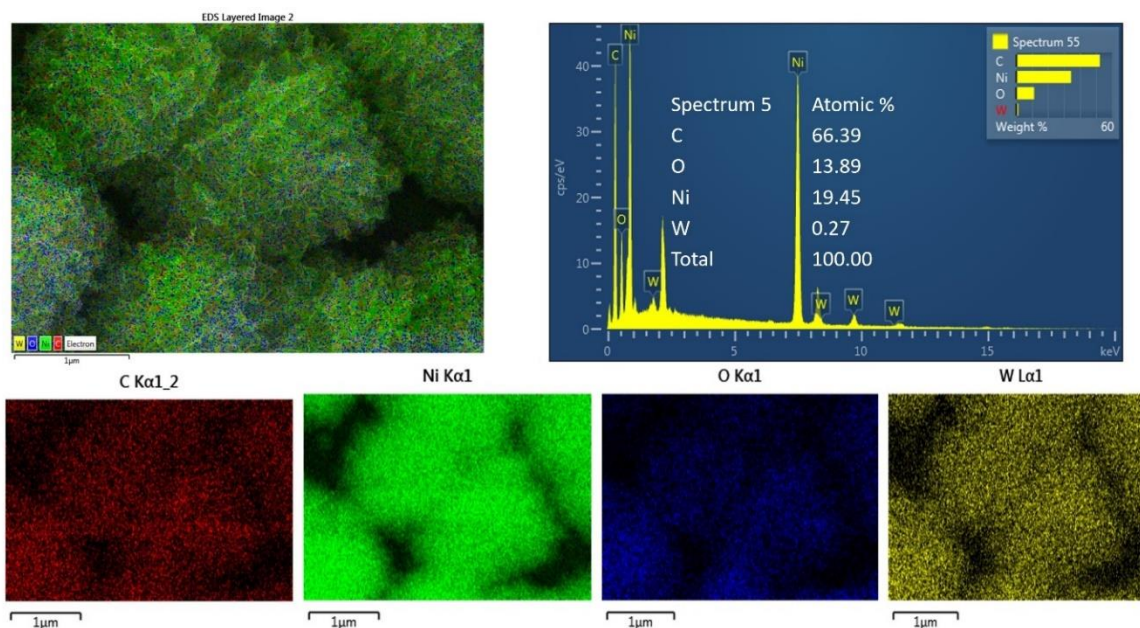 EDS Layered Image 2
W O Ni C Electron
1µm
C
Ni
O
W
Ni
W
W
W
40
30
20
10
0
cps/eV
0
5
10
15
keV
Spectrum 5 Atomic %
C 66.39
O 13.89
Ni 19.45
W 0.27
Total 100.00
Spectrum 55
C
Ni
O
W
Weight % 60
C Kα1_2
Ni Kα1
O Kα1
W Lα1
1µm
1µm
1µm
1µm